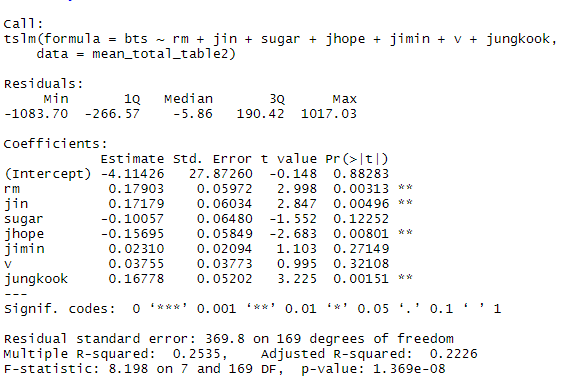 Call:
tslm(formula = bts ~ rm + jin + sugar + jhope + jimin + v + jungkook,
    data = mean_total_table2)
Residuals:
     Min       1Q   Median       3Q      Max
-1083.70  -266.57    -5.86   190.42  1017.03
Coefficients:
            Estimate Std. Error t value Pr(>|t|)
(Intercept) -4.11426   27.87260  -0.148  0.88283
rm           0.17903    0.05972   2.998  0.00313 **
jin          0.17179    0.06034   2.847  0.00496 **
sugar       -0.10057    0.06480  -1.552  0.12252
jhope       -0.15695    0.05849  -2.683  0.00801 **
jimin        0.02310    0.02094   1.103  0.27149
v            0.03755    0.03773   0.995  0.32108
jungkook     0.16778    0.05202   3.225  0.00151 **
---
Signif. codes:  0 ‘***’ 0.001 ‘**’ 0.01 ‘*’ 0.05 ‘.’ 0.1 ‘ ’ 1
Residual standard error: 369.8 on 169 degrees of freedom
Multiple R-squared:  0.2535,    Adjusted R-squared:  0.2226
F-statistic: 8.198 on 7 and 169 DF,  p-value: 1.369e-08